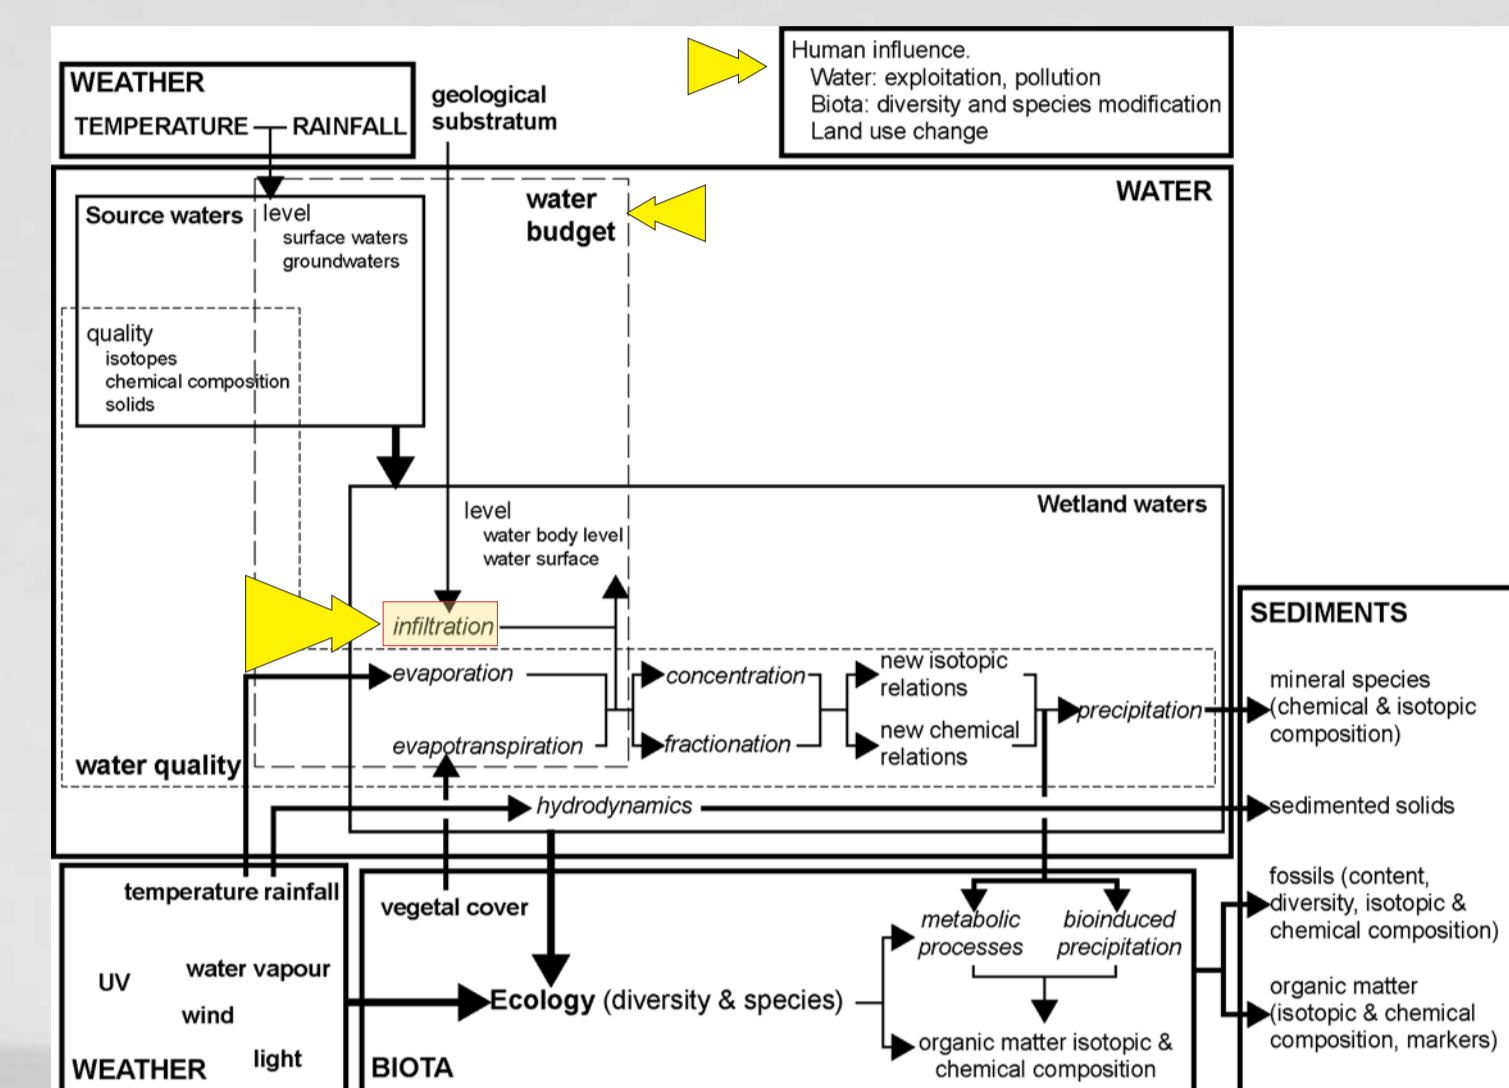 WEATHER
TEMPERATURE
RAINFALL
geological
substratum
Human influence.
Water: exploitation, pollution
Biota: diversity and species modification
Land use change
WATER
water
budget
Source waters
level
surface waters
groundwaters
quality
isotopes
chemical composition
solids
Wetland waters
level
water body level
water surface
infiltration
evaporation
evapotranspiration
concentration
fractionation
new isotopic
relations
new chemical
relations
precipitation
water quality
hydrodynamics
SEDIMENTS
mineral species
(chemical & isotopic
composition)
sedimented solids
fossils (content,
diversity, isotopic &
chemical composition)
organic matter
(isotopic & chemical
composition, markers)
temperature rainfall
UV
water vapour
wind
light
WEATHER
vegetal cover
Ecology (diversity & species)
metabolic
processes
bioinduced
precipitation
organic matter isotopic &
chemical composition
BIOTA